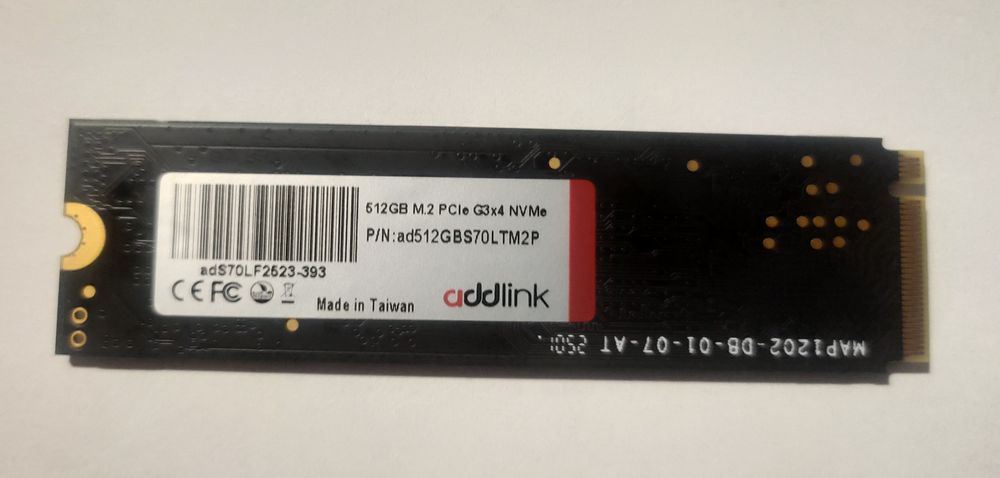 512GB M.2 PCIe G3x4 NVMe
P/N:ad512GBS70LTM2P
adS70LF2523-393
CE FC
Made in Taiwan
addlink
MAP1202-DB-01-07-AT